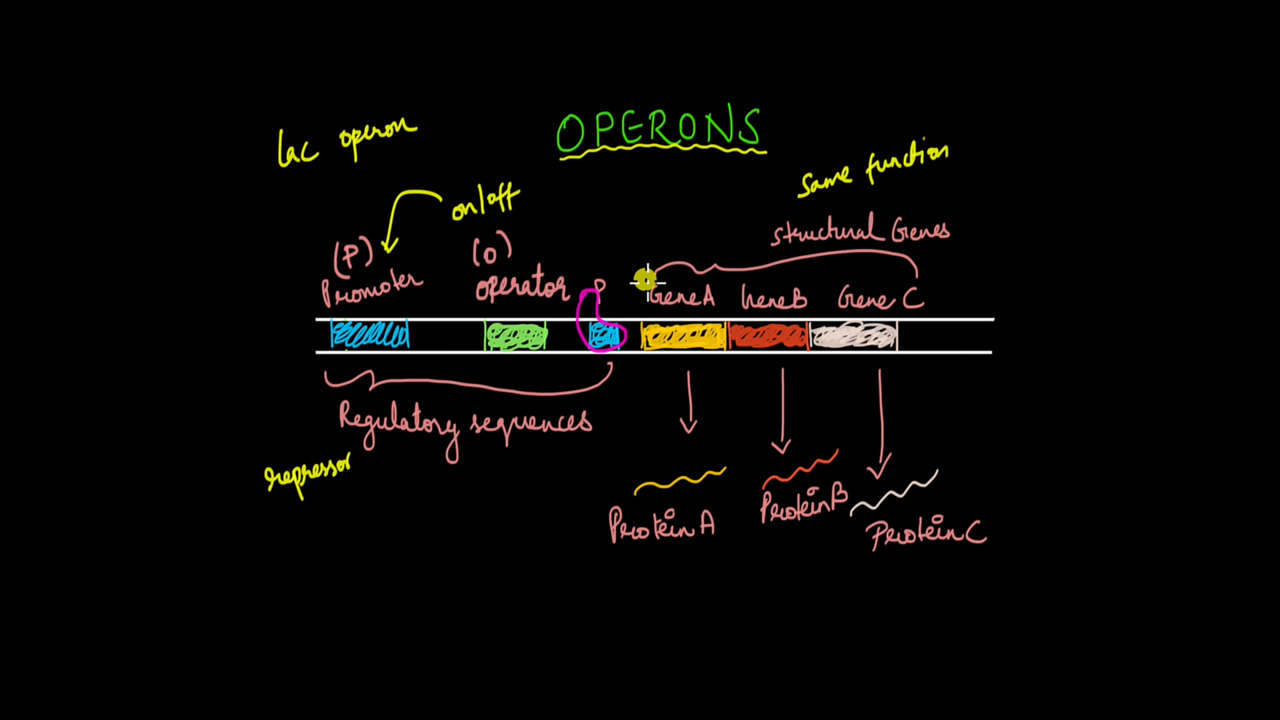 OPERONS
lac operon
same function
on/off
structural Genes
(P)
(O)
Promoter
operator
P
Gene A
Gene B
Gene C
Regulatory sequences
repressor
Protein A
Protein B
Protein C